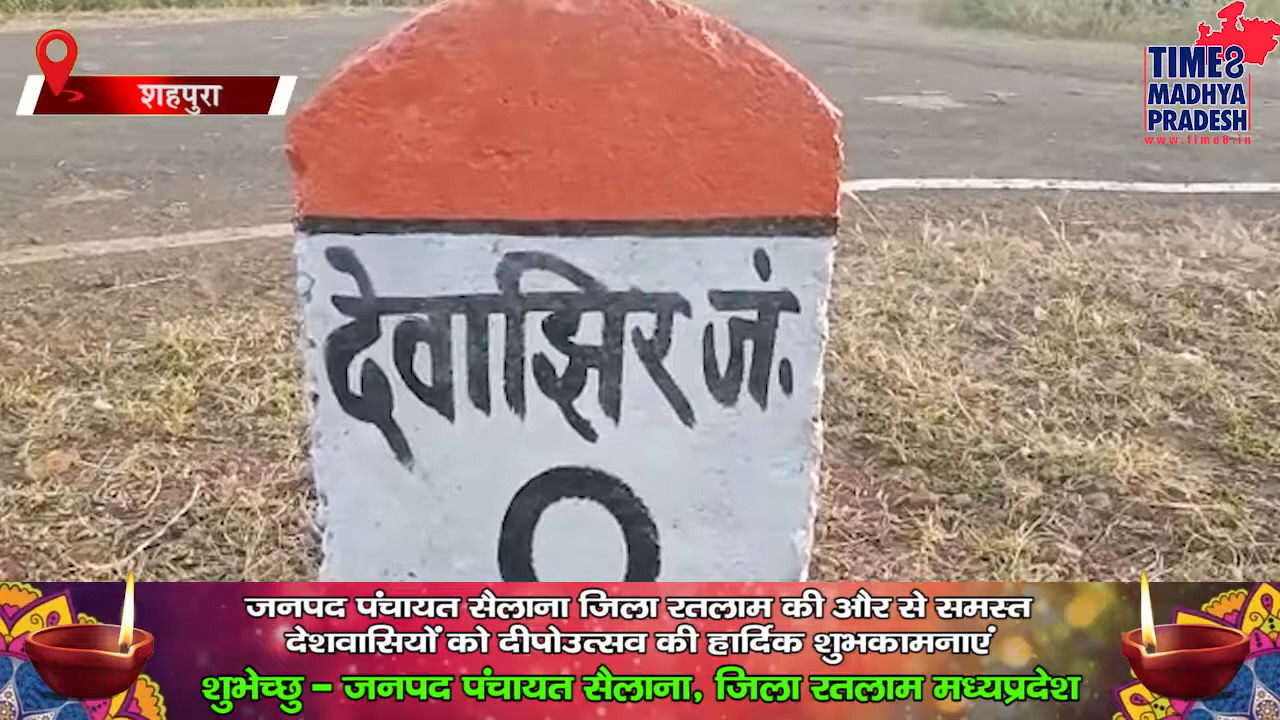 शहपुरा
TIME8
MADHYA
PRADESH
www.time8.in
देवाझिर जं.
0
जनपद पंचायत सैलाना जिला रतलाम की और से समस्त
देशवासियों को दीपोउत्सव की हार्दिक शुभकामनाएं
शुभेच्छु - जनपद पंचायत सैलाना, जिला रतलाम मध्यप्रदेश